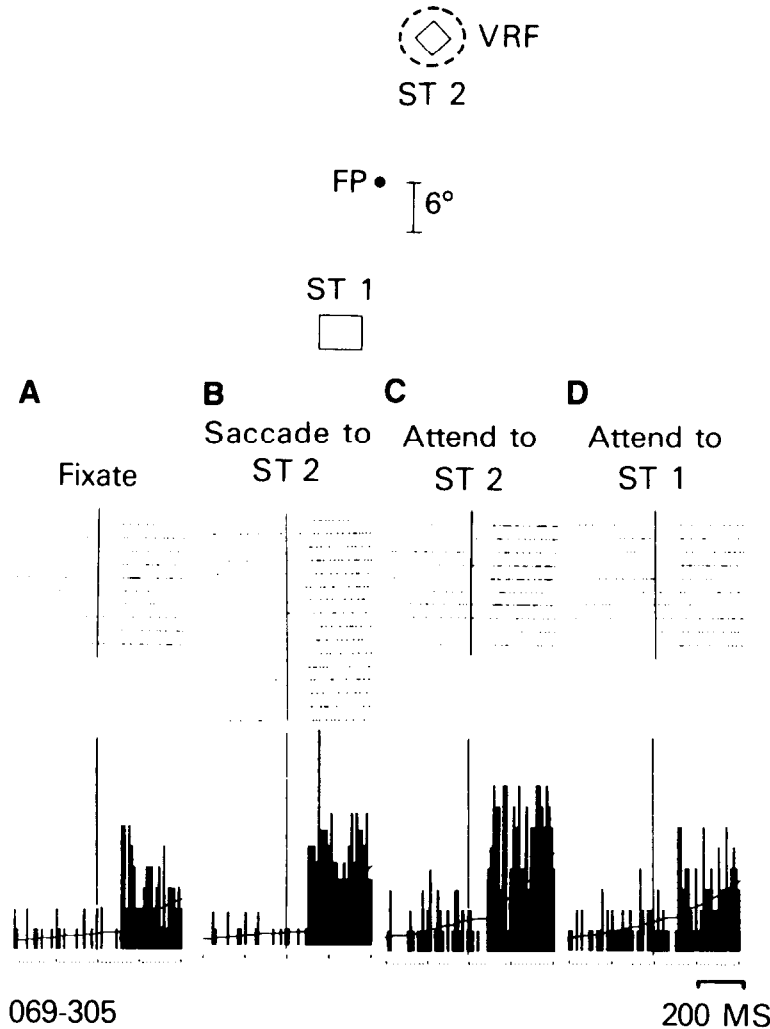 VRF
ST 2
FP
6°
ST 1
A B C D
Fixate
Saccade to
ST 2
Attend to
ST 2
Attend to
ST 1
069-305
200 MS